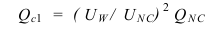 Q_{c1} = ( U_W / U_{NC} )^2 Q_{NC}